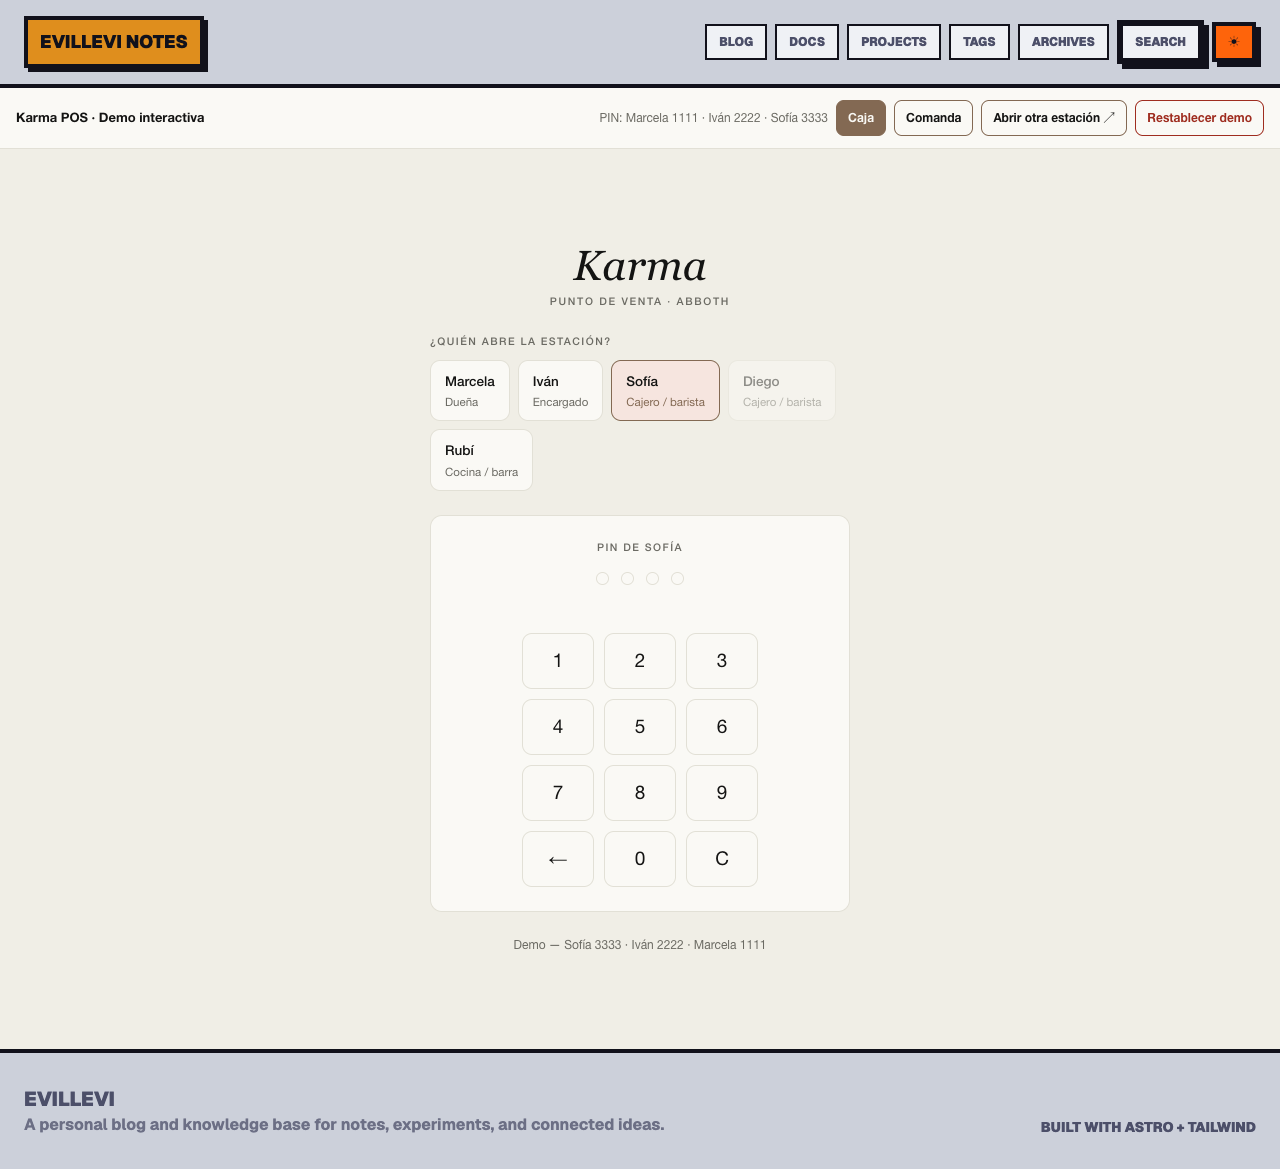 EVILLEVI NOTES
BLOG
DOCS
PROJECTS
TAGS
ARCHIVES
SEARCH
Karma POS · Demo interactiva
PIN: Marcela 1111 · Iván 2222 · Sofía 3333
Caja
Comanda
Abrir otra estación ↗
Restablecer demo
Karma
PUNTO DE VENTA · ABBOTH
¿QUIÉN ABRE LA ESTACIÓN?
Marcela
Dueña
Iván
Encargado
Sofía
Cajero / barista
Diego
Cajero / barista
Rubí
Cocina / barra
PIN DE SOFÍA
1 2 3
4 5 6
7 8 9
← 0 C
Demo — Sofía 3333 · Iván 2222 · Marcela 1111
EVILLEVI
A personal blog and knowledge base for notes, experiments, and connected ideas.
BUILT WITH ASTRO + TAILWIND